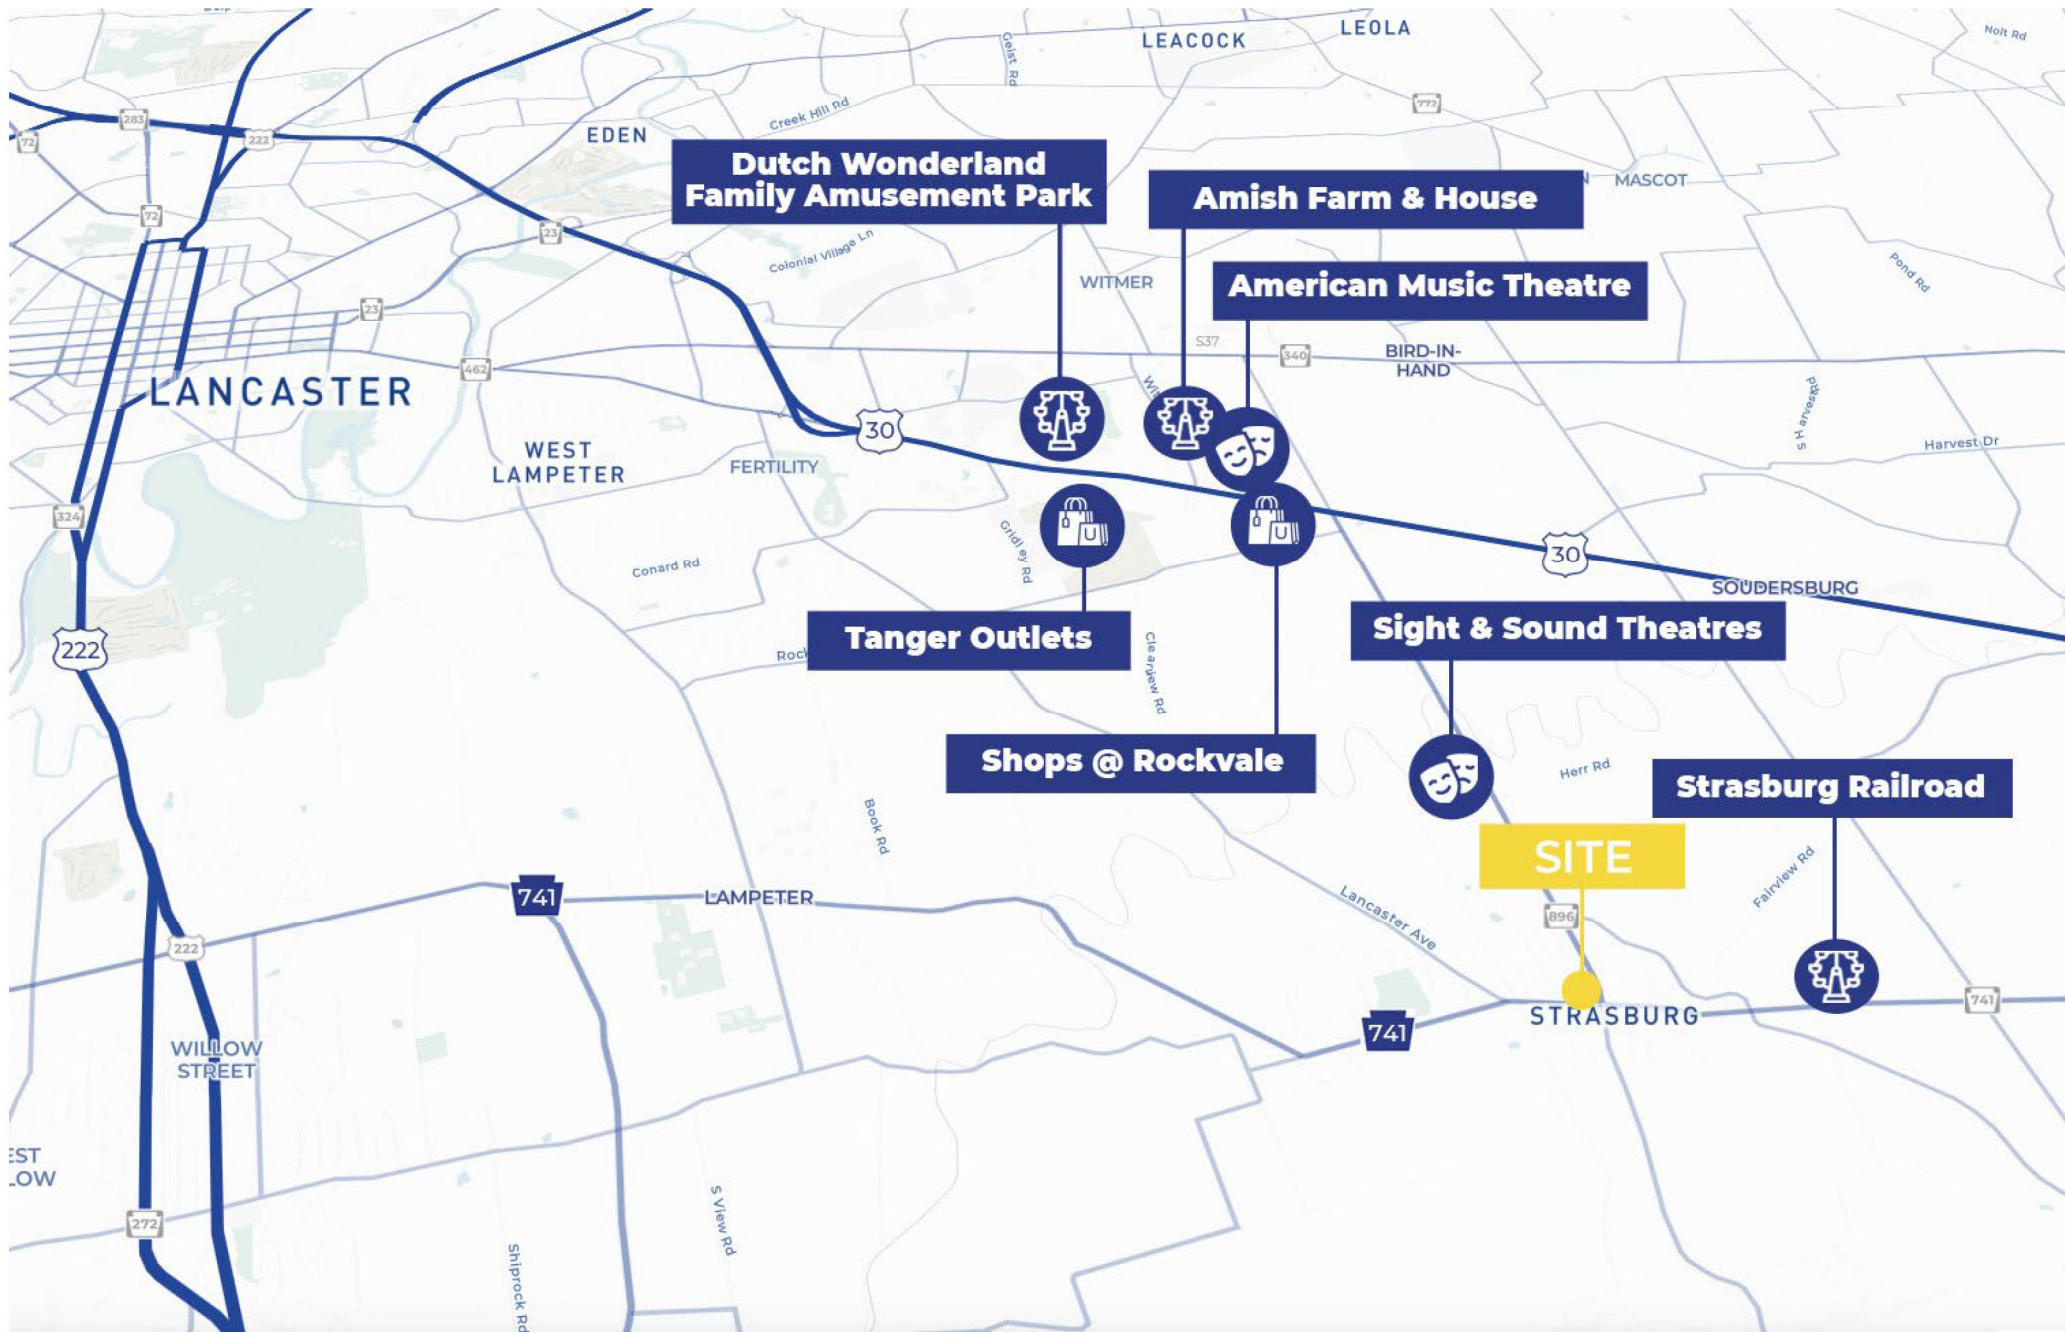 LEOLA
Nolt Rd
LEACOCK
Geist Rd
772
283
Creek Hill Rd
EDEN
72
222
Dutch Wonderland
Family Amusement Park
Amish Farm & House
N
MASCOT
72
23
Colonial Village Ln
WITMER
American Music Theatre
Pond Rd
23
S37
340
BIRD-IN-
HAND
462
LANCASTER
S Harvest Rd
30
Harvest Dr
WEST
LAMPETER
FERTILITY
324
Gridley Rd
Conard Rd
30
SOUDERSBURG
Tanger Outlets
Sight & Sound Theatres
222
Rock
Clearview Rd
Shops @ Rockvale
Herr Rd
Strasburg Railroad
Book Rd
SITE
Fairview Rd
741
LAMPETER
Lancaster Ave
896
222
741
741
STRASBURG
WILLOW
STREET
EST
LOW
272
S View Rd
Shiprock Rd